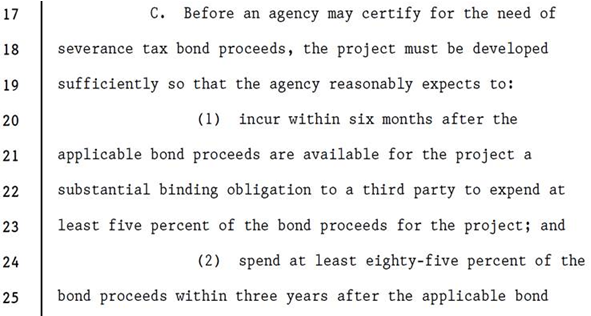 17 C. Before an agency may certify for the need of
18 severance tax bond proceeds, the project must be developed
19 sufficiently so that the agency reasonably expects to:
20 (1) incur within six months after the
21 applicable bond proceeds are available for the project a
22 substantial binding obligation to a third party to expend at
23 least five percent of the bond proceeds for the project; and
24 (2) spend at least eighty-five percent of the
25 bond proceeds within three years after the applicable bond